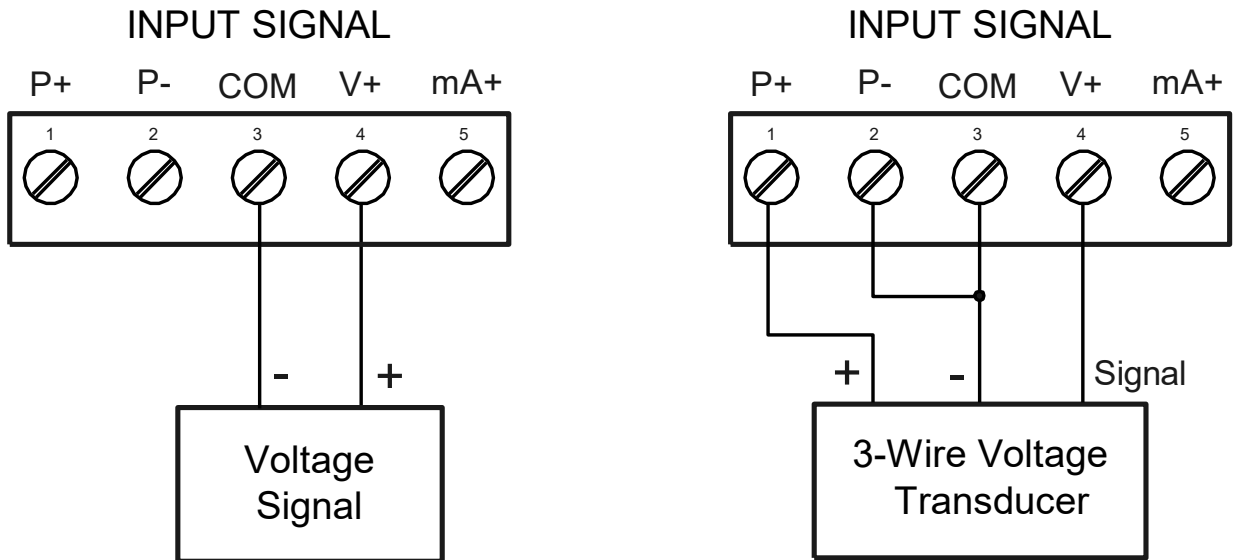 INPUT SIGNAL
P+ P- COM V+ mA+
1 2 3 4 5
- +
Voltage
Signal
INPUT SIGNAL
P+ P- COM V+ mA+
1 2 3 4 5
+ - Signal
3-Wire Voltage
Transducer